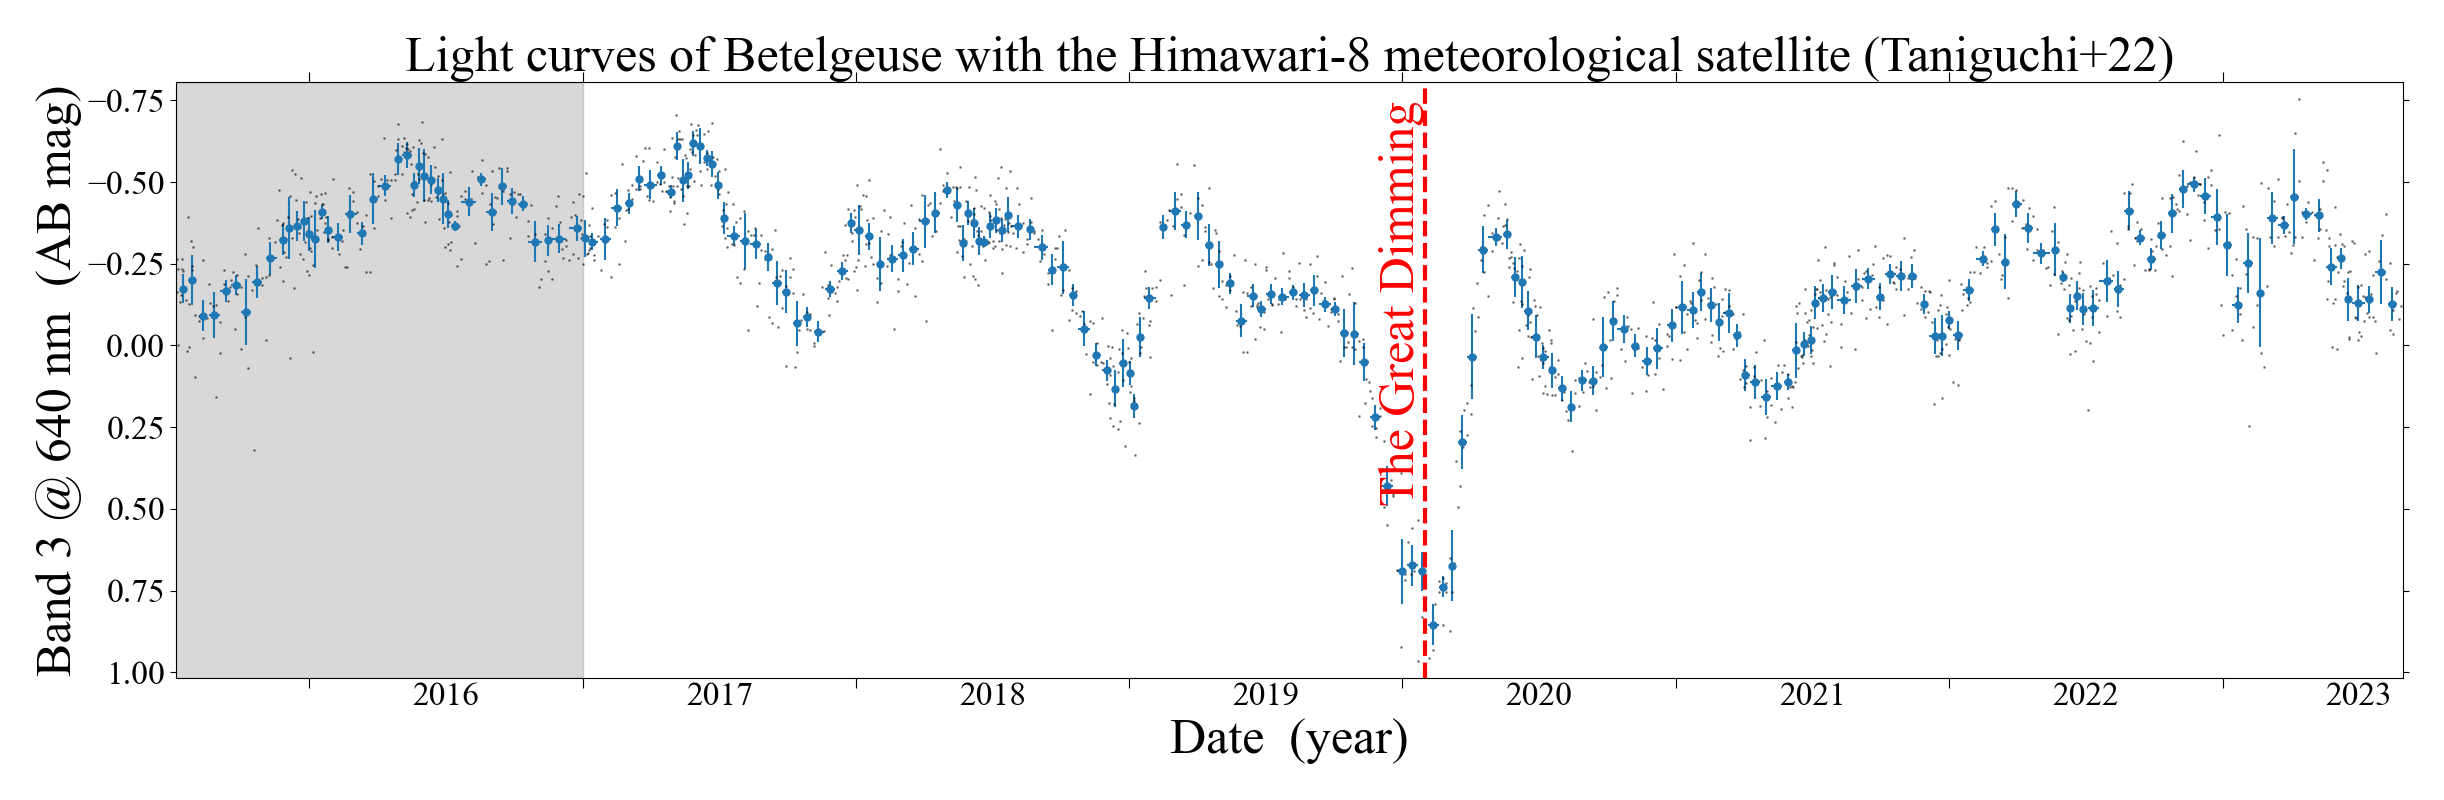 Light curves of Betelgeuse with the Himawari-8 meteorological satellite (Taniguchi+22)
Band 3 @ 640 nm (AB mag)
−0.75
−0.50
−0.25
0.00
0.25
0.50
0.75
1.00
The Great Dimming
2016 2017 2018 2019 2020 2021 2022 2023
Date (year)